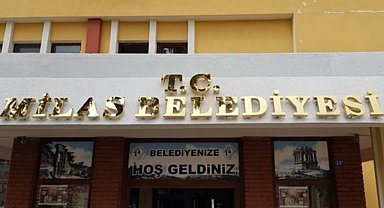 T.C.
MİLAS BELEDİYESİ
BELEDİYENİZE
HOŞ GELDİNİZ